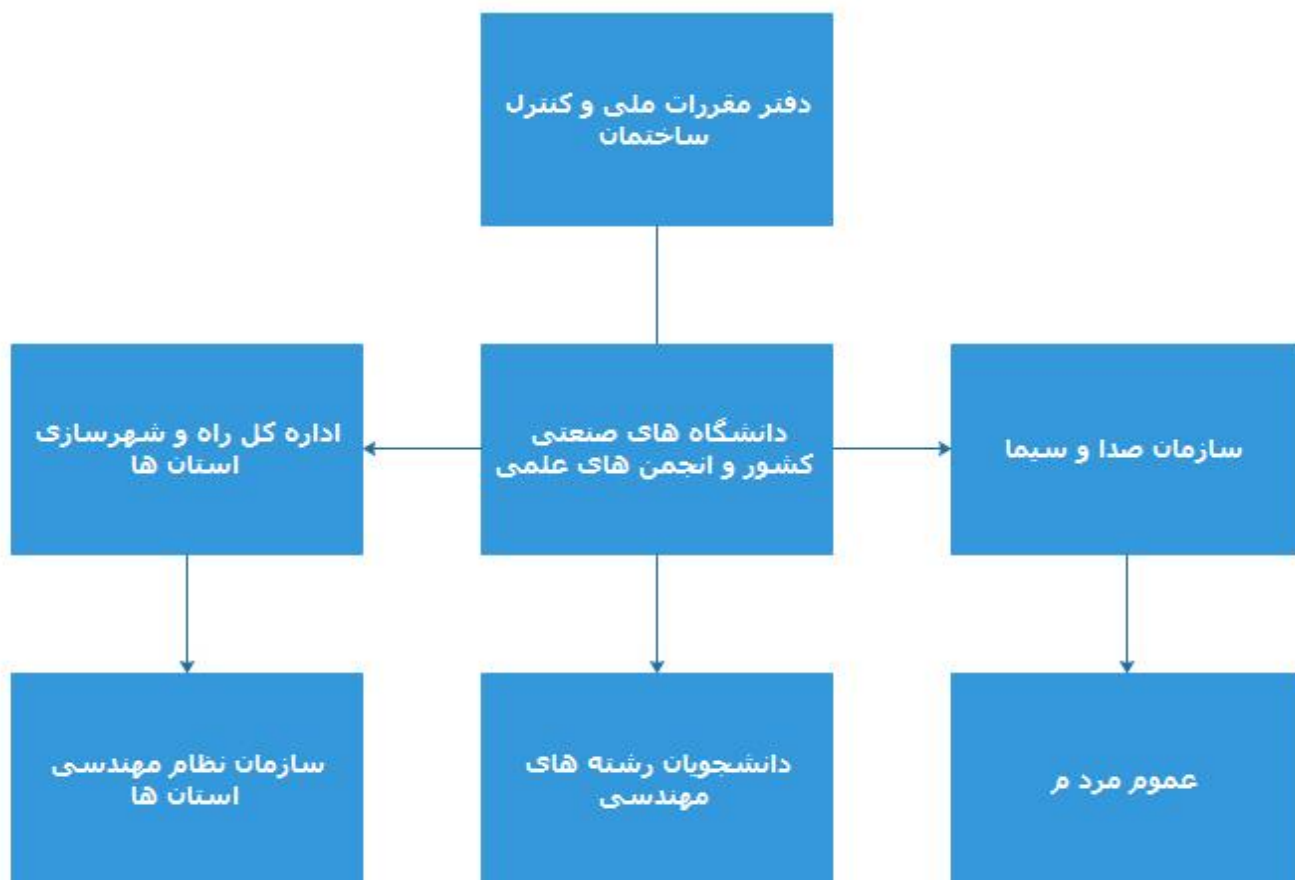 دفتر مقررات ملی و کنترل
ساختمان
اداره کل راه و شهرسازی
استان ها
دانشگاه های صنعتی
کشور و انجمن های علمی
سازمان صدا و سیما
سازمان نظام مهندسی
استان ها
دانشجویان رشته های
مهندسی
عموم مرد م